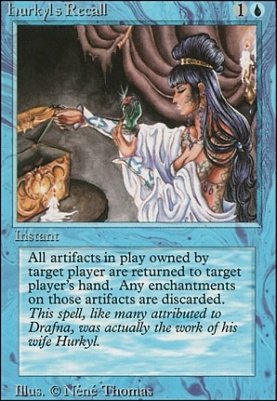 Hurkyl's Recall 1
Instant
All artifacts in play owned by
target player are returned to target
player's hand. Any enchantments
on those artifacts are discarded.
This spell, like many attributed to
Drafna, was actually the work of his
wife Hurkyl.
Illus. © Néné Thomas